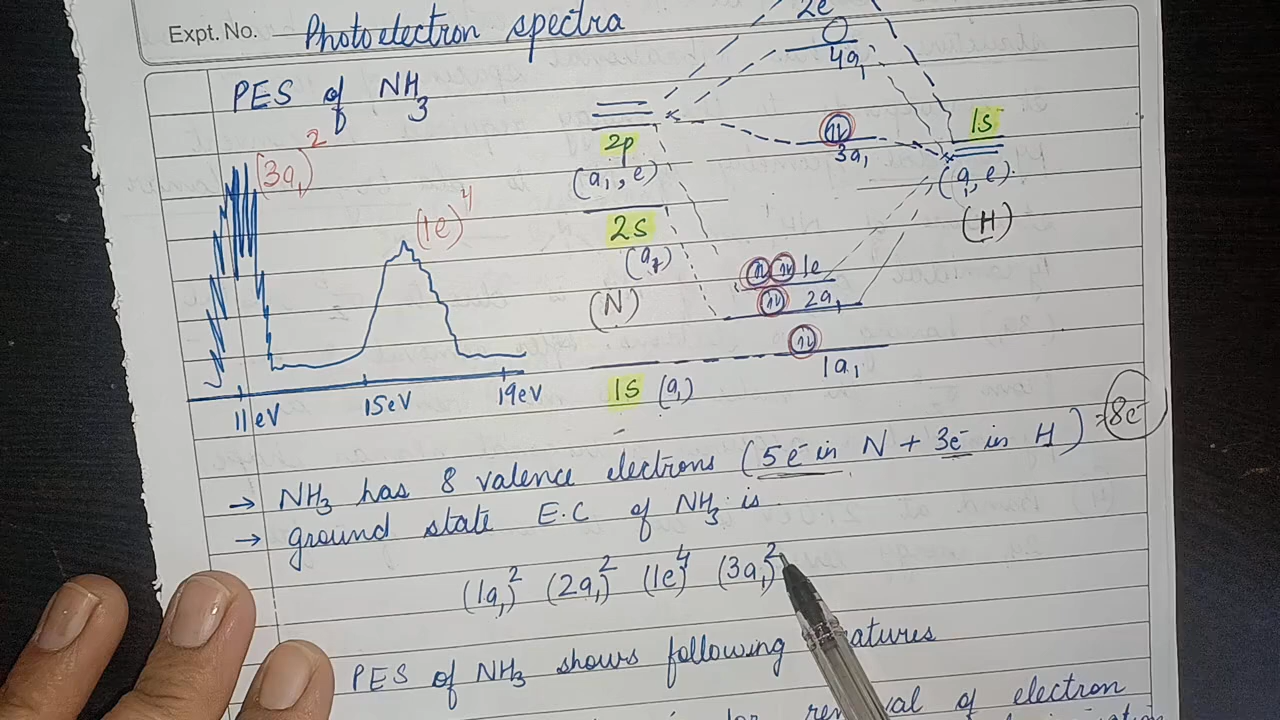 Expt. No. Photoelectron spectra
PES of NH3
(3a1)2
(1e)4
11eV 15eV 19eV
2e
4a1
2p
(a1, e)
2s
(N)
1s (a1)
3a1
1s
(a1, e)
(H)
1e
2a1
1a1
→ NH3 has 8 valence electrons (5e- in N + 3e- in H) = 8e-
→ ground state E.C of NH3 is
(1a1)2 (2a1)2 (1e)4 (3a1)2
PES of NH3 shows following
of electron